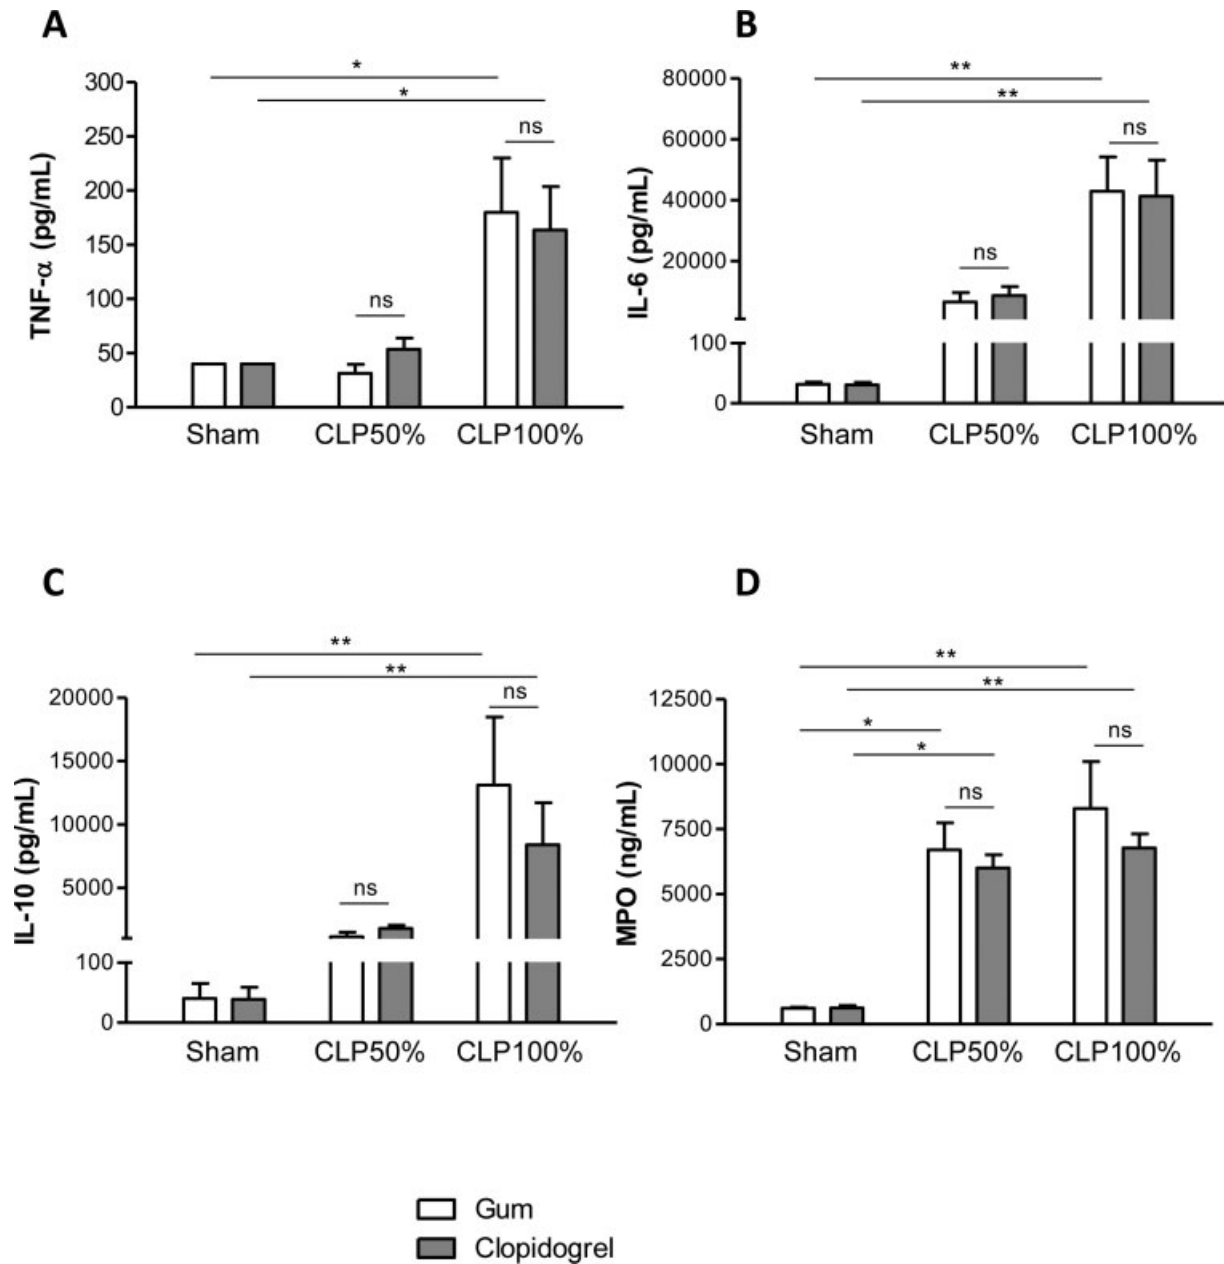 A
*
*
ns
ns
300
250
200
150
100
50
0
TNF-α (pg/mL)
Sham CLP50% CLP100%
B
**
**
ns
ns
80000
60000
40000
20000
100
0
IL-6 (pg/mL)
Sham CLP50% CLP100%
C
**
**
ns
ns
20000
15000
10000
5000
100
0
IL-10 (pg/mL)
Sham CLP50% CLP100%
D
**
**
*
*
ns
ns
12500
10000
7500
5000
2500
0
MPO (ng/mL)
Sham CLP50% CLP100%
Gum
Clopidogrel